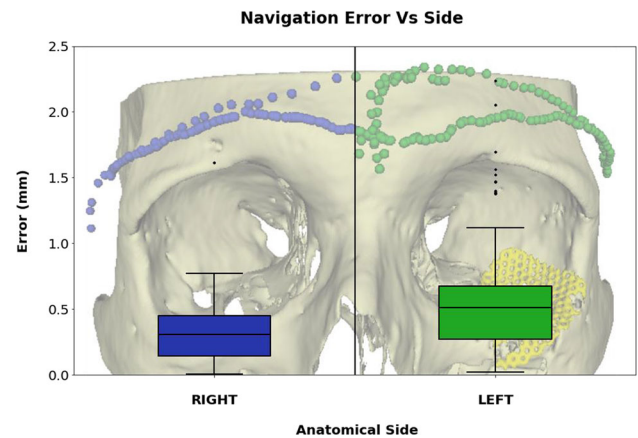 Navigation Error Vs Side
2.5
2.0
1.5
1.0
0.5
0.0
Error (mm)
RIGHT
LEFT
Anatomical Side